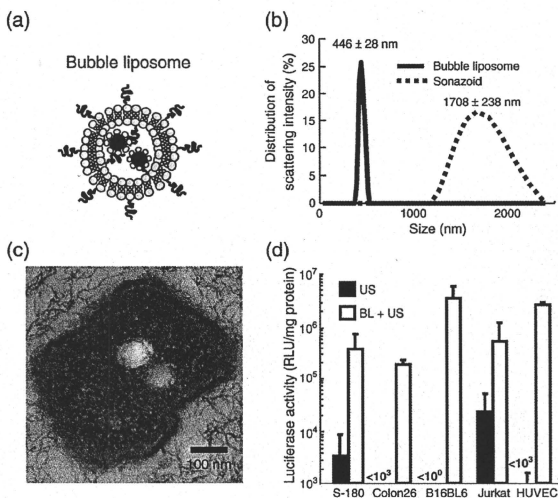 (a)
Bubble liposome
(b)
446 ± 28 nm
Bubble liposome
Sonazoid
1708 ± 238 nm
Distribution of
scattering intensity (%)
35
30
25
20
15
10
5
0
0
1000
2000
Size (nm)
(c)
100 nm
(d)
US
BL + US
Luciferase activity (RLU/mg protein)
10⁷
10⁶
10⁵
10⁴
10³
<10³
<10⁰
<10³
S-180 Colon26 B16BL6 Jurkat HUVEC